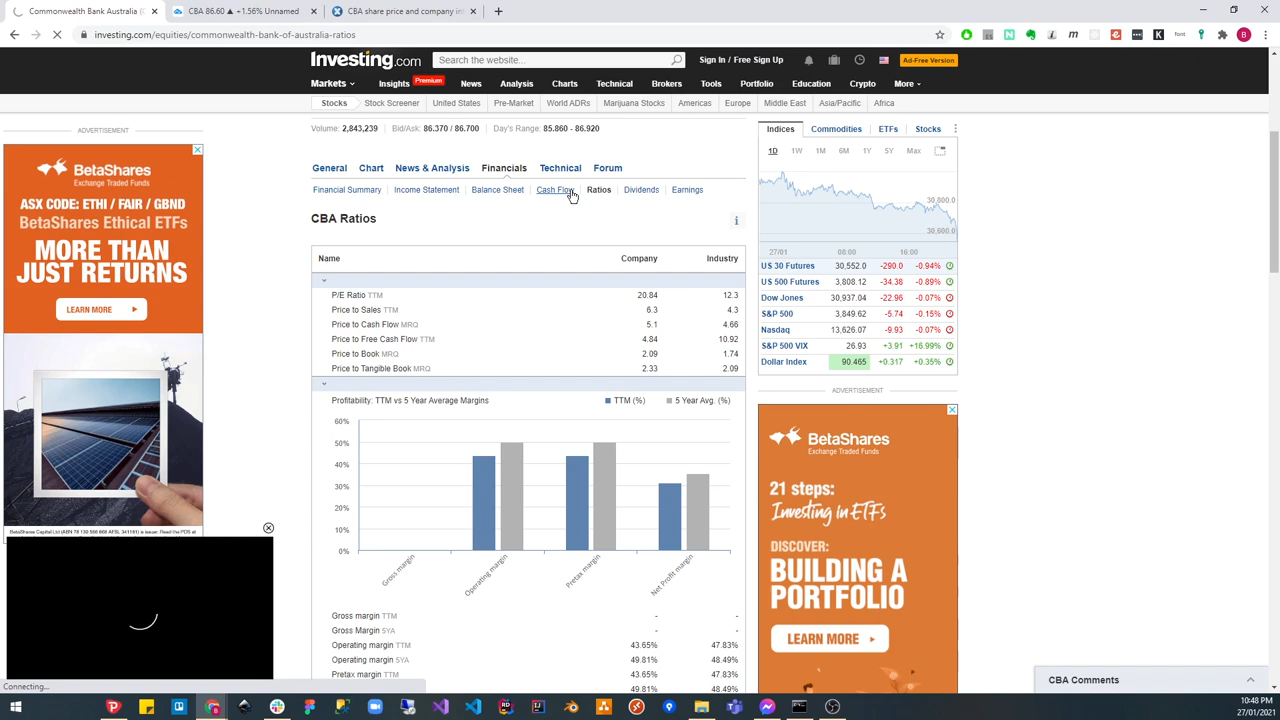 Commonwealth Bank Australia (C
CBA 86.60 ▲ +1.56% Unnamed
CBA share price and company in
investing.com/equities/commonwealth-bank-of-australia-ratios
Investing.com
Search the website...
Sign In / Free Sign Up
Ad-Free Version
Markets
Insights
Premium
News
Analysis
Charts
Technical
Brokers
Tools
Portfolio
Education
Crypto
More
Stocks
Stock Screener
United States
Pre-Market
World ADRs
Marijuana Stocks
Americas
Europe
Middle East
Asia/Pacific
Africa
Volume: 2,843,239
Bid/Ask: 86.370 / 86.700
Day's Range: 85.860 - 86.920
General
Chart
News & Analysis
Financials
Technical
Forum
Financial Summary
Income Statement
Balance Sheet
Cash Flow
Ratios
Dividends
Earnings
CBA Ratios
Name Company Industry
P/E Ratio TTM 20.84 12.3
Price to Sales TTM 6.3 4.3
Price to Cash Flow MRQ 5.1 4.66
Price to Free Cash Flow TTM 4.84 10.92
Price to Book MRQ 2.09 1.74
Price to Tangible Book MRQ 2.33 2.09
Profitability: TTM vs 5 Year Average Margins
TTM (%)
5 Year Avg. (%)
60%
50%
40%
30%
20%
10%
0%
Gross margin
Operating margin
Pretax margin
Net Profit margin
Gross margin TTM - -
Gross Margin 5YA - -
Operating margin TTM 43.65% 47.83%
Operating margin 5YA 49.81% 48.49%
Pretax margin TTM 43.65% 47.83%
49.81% 48.49%
Indices
Commodities
ETFs
Stocks
1D 1W 1M 6M 1Y 5Y Max
30,800.0
30,600.0
27/01 08:00 16:00
US 30 Futures 30,552.0 -290.0 -0.94%
US 500 Futures 3,808.12 -34.38 -0.89%
Dow Jones 30,937.04 -22.96 -0.07%
S&P 500 3,849.62 -5.74 -0.15%
Nasdaq 13,626.07 -9.93 -0.07%
S&P 500 VIX 26.93 +3.91 +16.99%
Dollar Index 90.465 +0.317 +0.35%
ADVERTISEMENT
BetaShares
Exchange Traded Funds
21 steps:
Investing in ETFs
DISCOVER:
BUILDING A
PORTFOLIO
LEARN MORE
ADVERTISEMENT
BetaShares
Exchange Traded Funds
ASX CODE: ETHI / FAIR / GBND
BetaShares Ethical ETFs
MORE THAN
JUST RETURNS
LEARN MORE
CBA Comments
Connecting...
10:48 PM
27/01/2021